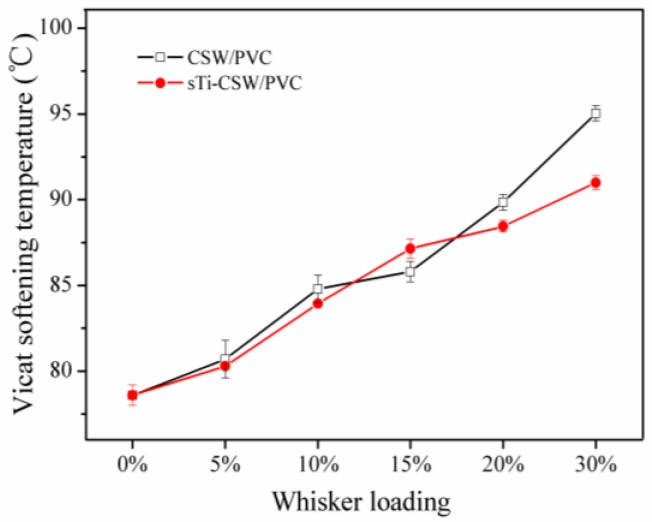 Vicat softening temperature (℃)
100
95
90
85
80
CSW/PVC
sTi-CSW/PVC
0% 5% 10% 15% 20% 30%
Whisker loading